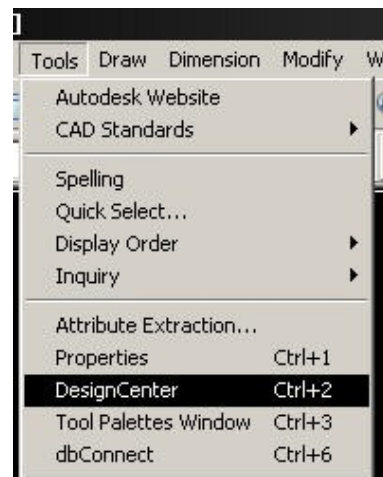 Tools Draw Dimension Modify W
Autodesk Website
CAD Standards
Spelling
Quick Select...
Display Order
Inquiry
Attribute Extraction...
Properties Ctrl+1
DesignCenter Ctrl+2
Tool Palettes Window Ctrl+3
dbConnect Ctrl+6